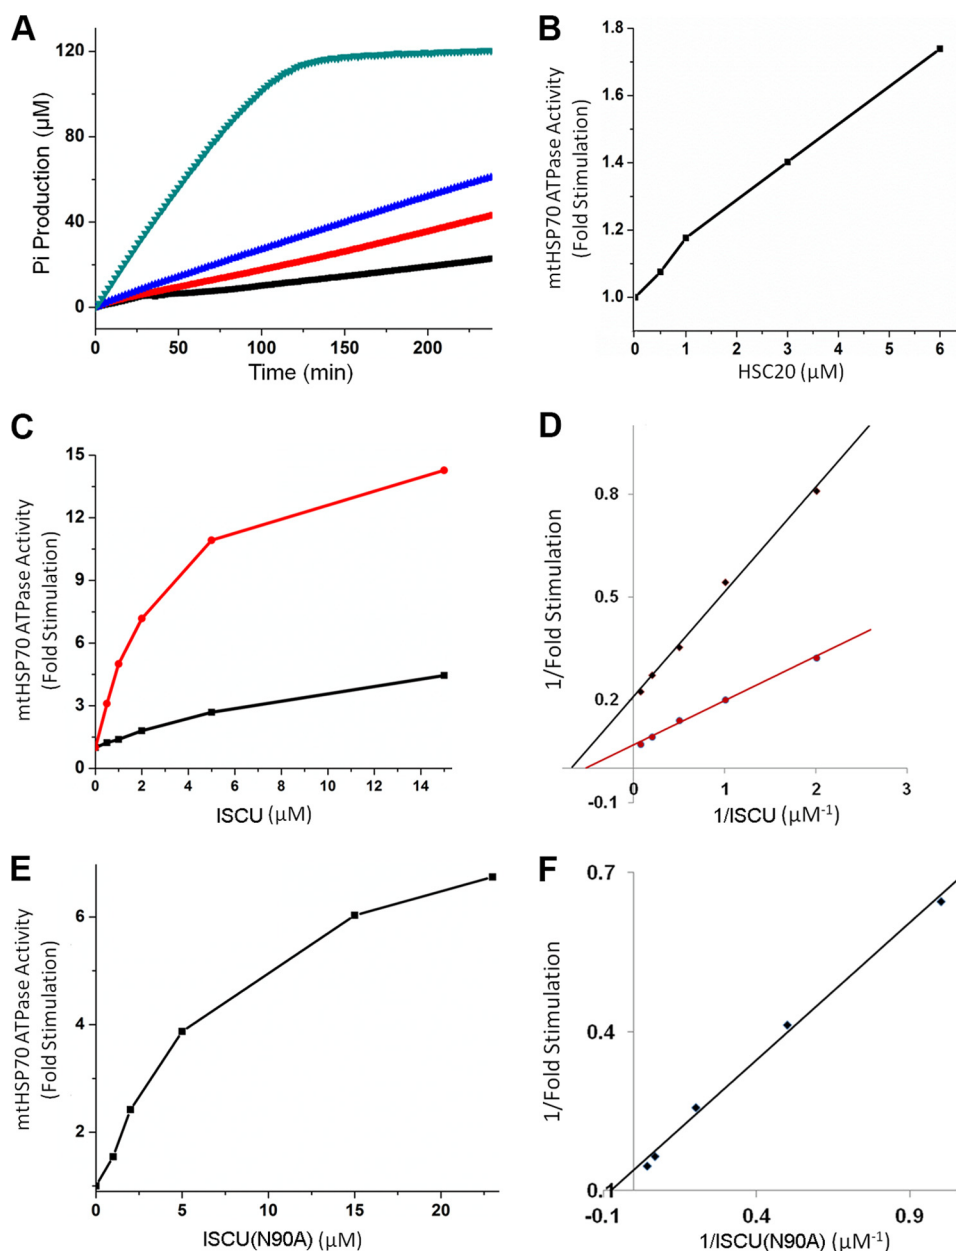 A
120
80
40
0
0 50 100 150 200
Pi Production (µM)
Time (min)
B
1.8
1.6
1.4
1.2
1.0
0 1 2 3 4 5 6
mtHSP70 ATPase Activity
(Fold Stimulation)
HSC20 (µM)
C
15
12
9
6
3
0
0 2 4 6 8 10 12 14
mtHSP70 ATPase Activity
(Fold Stimulation)
ISCU (µM)
D
0.8
0.5
0.2
-0.1
0 1 2 3
1/Fold Stimulation
1/ISCU (µM-1)
E
6
4
2
0 5 10 15 20
mtHSP70 ATPase Activity
(Fold Stimulation)
ISCU(N90A) (µM)
F
0.7
0.4
0.1
-0.1 0.4 0.9
1/Fold Stimulation
1/ISCU(N90A) (µM-1)